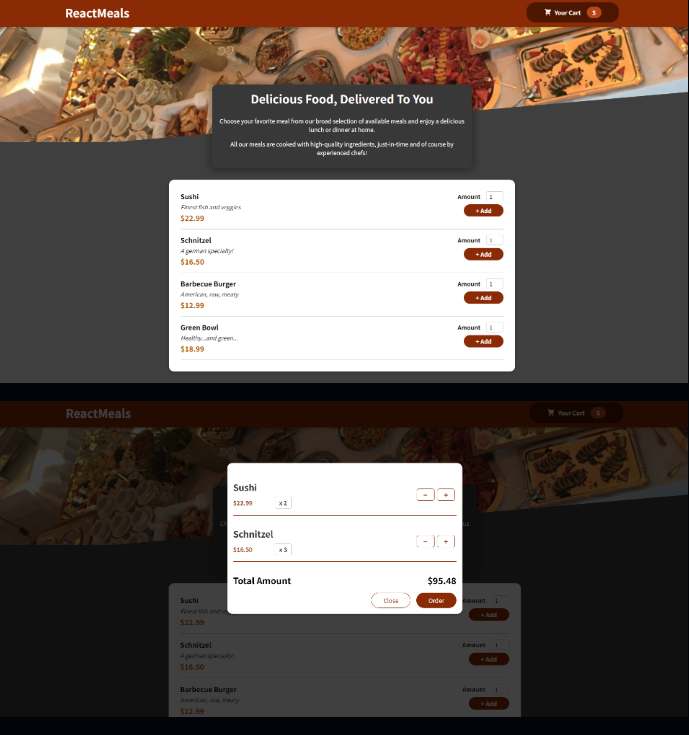 ReactMeals
Your Cart 5
Delicious Food, Delivered To You
Choose your favorite meal from our broad selection of available meals and enjoy a delicious
lunch or dinner at home.
All our meals are cooked with high-quality ingredients, just-in-time and of course by
experienced chefs!
Sushi
Finest fish and veggies
$22.99
Amount 1
+ Add
Schnitzel
A german specialty!
$16.50
Amount 1
+ Add
Barbecue Burger
American, raw, meaty
$12.99
Amount 1
+ Add
Green Bowl
Healthy...and green...
$18.99
Amount 1
+ Add
ReactMeals
Your Cart 5
Sushi
$22.99 x 2
− +
Schnitzel
$16.50 x 3
− +
Total Amount $95.48
Close Order
Sushi
Finest fish and
$22.99
Amount 1
+ Add
Schnitzel
A german specialty!
$16.50
Amount 1
+ Add
Barbecue Burger
American, raw, meaty
$12.99
Amount 1
+ Add